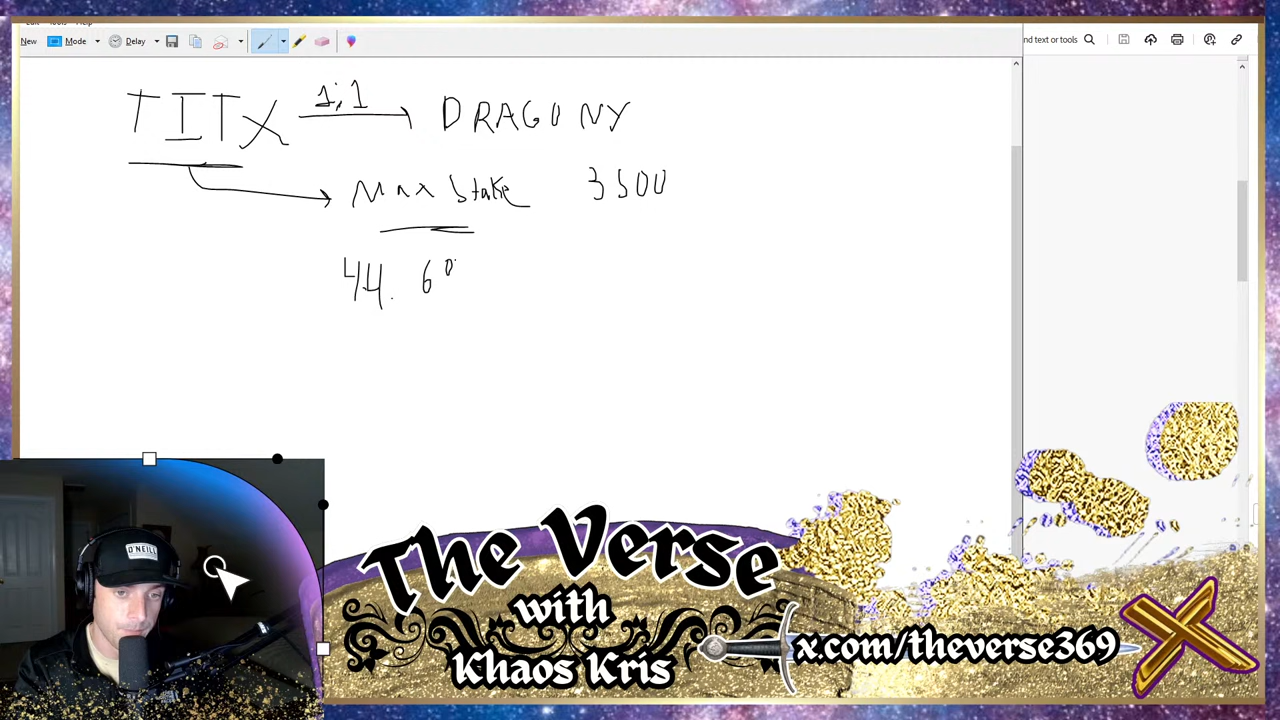 New Mode Delay
nd text or tools
1:1
TITX DRAGONY
Max Stake 3500
44. 60
O'NEILL
The Verse
with
Khaos Kris
x.com/theverse369